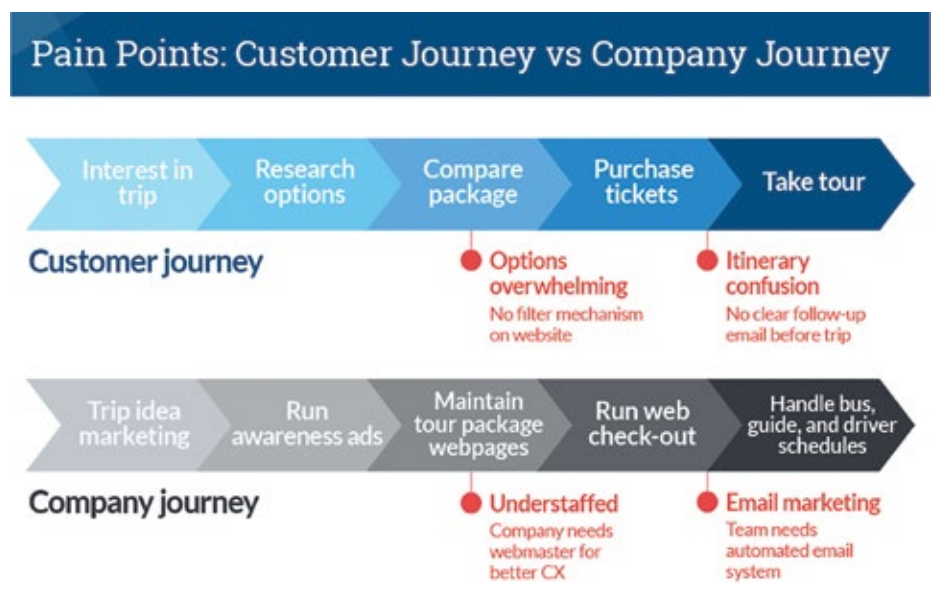 Pain Points: Customer Journey vs Company Journey
Interest in
trip
Research
options
Compare
package
Purchase
tickets
Take tour
Customer journey
Options
overwhelming
No filter mechanism
on website
Itinerary
confusion
No clear follow-up
email before trip
Trip idea
marketing
Run
awareness ads
Maintain
tour package
webpages
Run web
check-out
Handle bus,
guide, and driver
schedules
Company journey
Understaffed
Company needs
webmaster for
better CX
Email marketing
Team needs
automated email
system